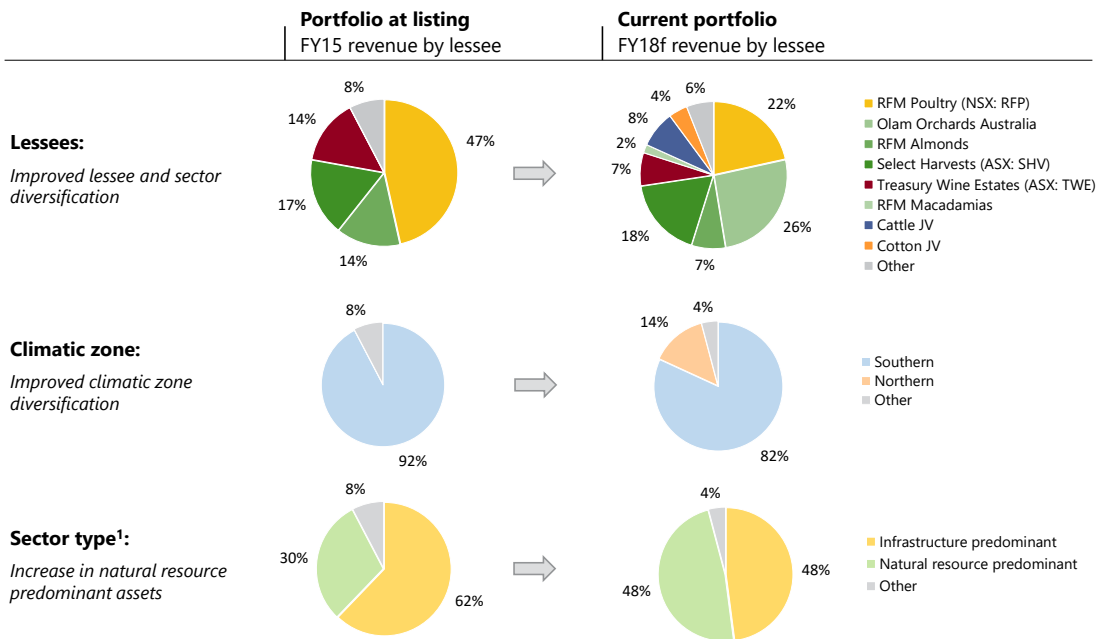 Portfolio at listing
FY15 revenue by lessee
Current portfolio
FY18f revenue by lessee
Lessees:
Improved lessee and sector
diversification
8%
14%
47%
17%
14%
6%
4%
22%
8%
2%
7%
26%
18%
7%
RFM Poultry (NSX: RFP)
Olam Orchards Australia
RFM Almonds
Select Harvests (ASX: SHV)
Treasury Wine Estates (ASX: TWE)
RFM Macadamias
Cattle JV
Cotton JV
Other
Climatic zone:
Improved climatic zone
diversification
8%
92%
4%
14%
82%
Southern
Northern
Other
Sector type¹:
Increase in natural resource
predominant assets
8%
30%
62%
4%
48%
48%
Infrastructure predominant
Natural resource predominant
Other